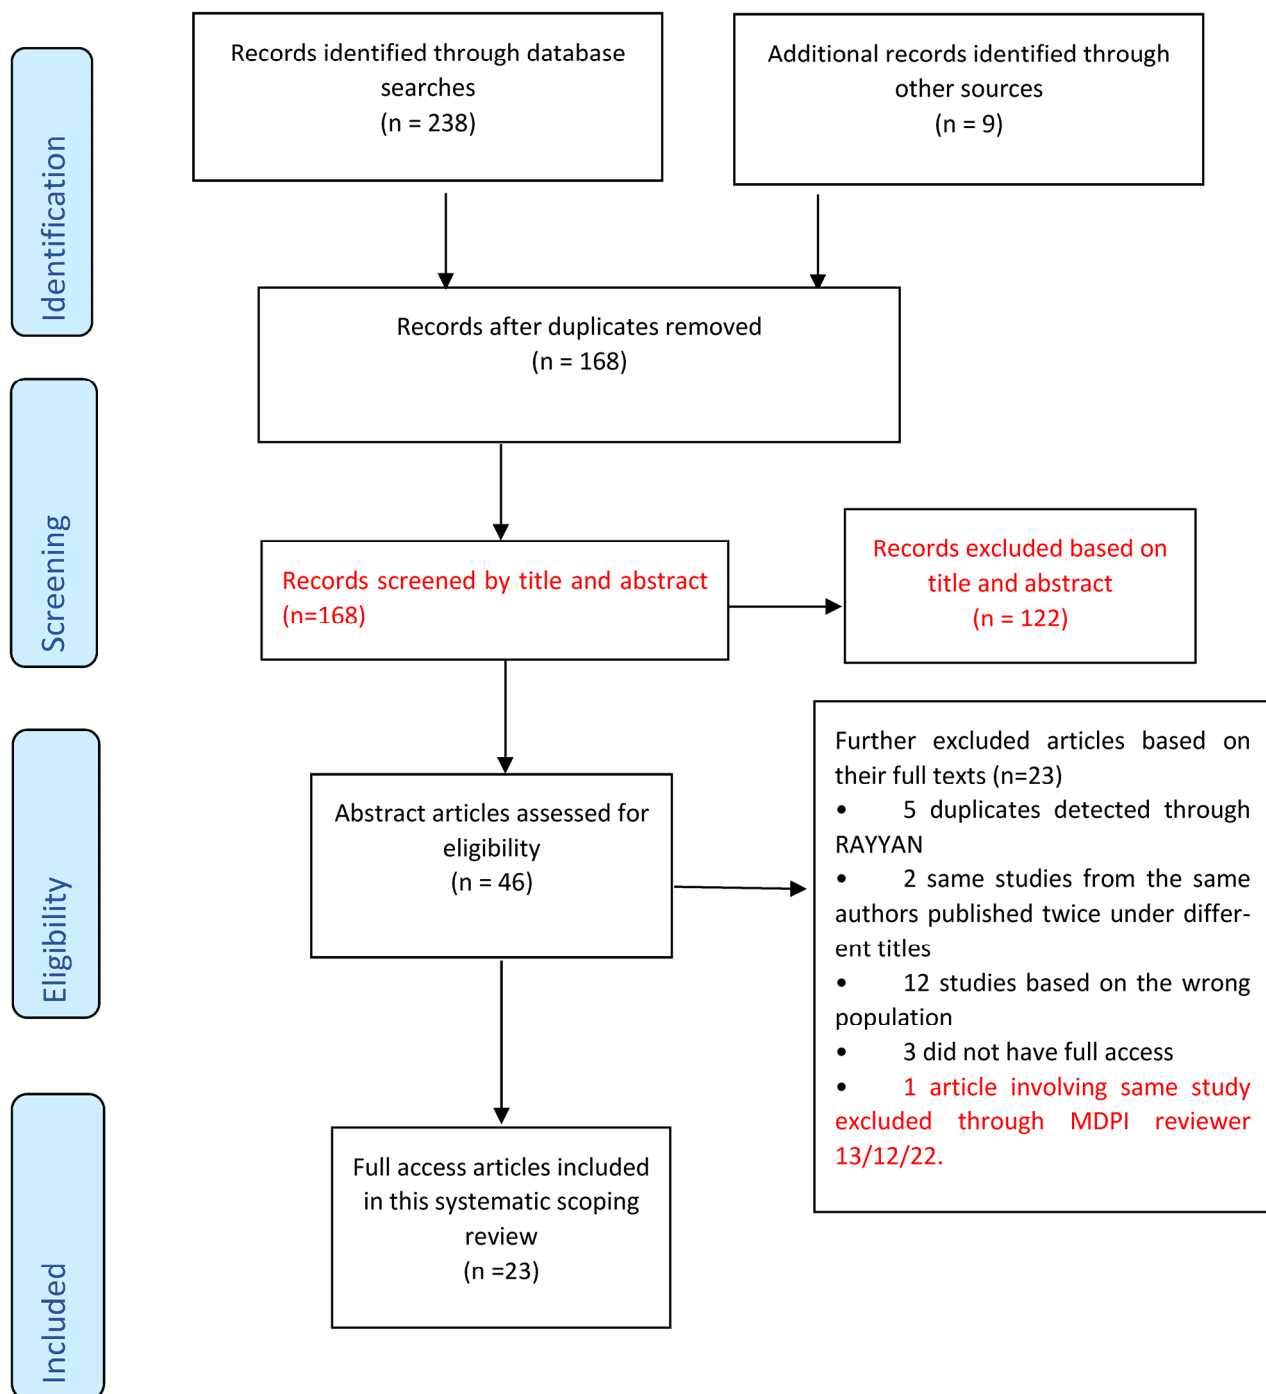 Identification
Records identified through database
searches
(n = 238)
Additional records identified through
other sources
(n = 9)
Records after duplicates removed
(n = 168)
Screening
Records screened by title and abstract
(n=168)
Records excluded based on
title and abstract
(n = 122)
Eligibility
Abstract articles assessed for
eligibility
(n = 46)
Further excluded articles based on
their full texts (n=23)
• 5 duplicates detected through
RAYYAN
• 2 same studies from the same
authors published twice under differ-
ent titles
• 12 studies based on the wrong
population
• 3 did not have full access
• 1 article involving same study
excluded through MDPI reviewer
13/12/22.
Included
Full access articles included
in this systematic scoping
review
(n =23)